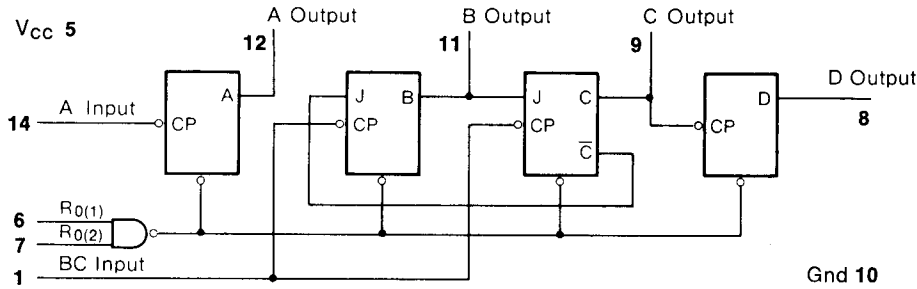 A Output
B Output
C Output
VCC 5
12
11
9
D Output
A
J
B
J
C
D
A Input
14
CP
CP
CP
CP
8
C̅
6
R0(1)
7
R0(2)
BC Input
1
Gnd 10